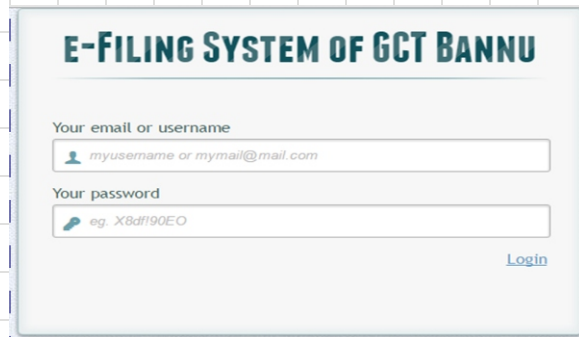 e-Filing System of GCT Bannu
Your email or username
myusername or mymail@mail.com
Your password
eg. X8df!90EO
Login